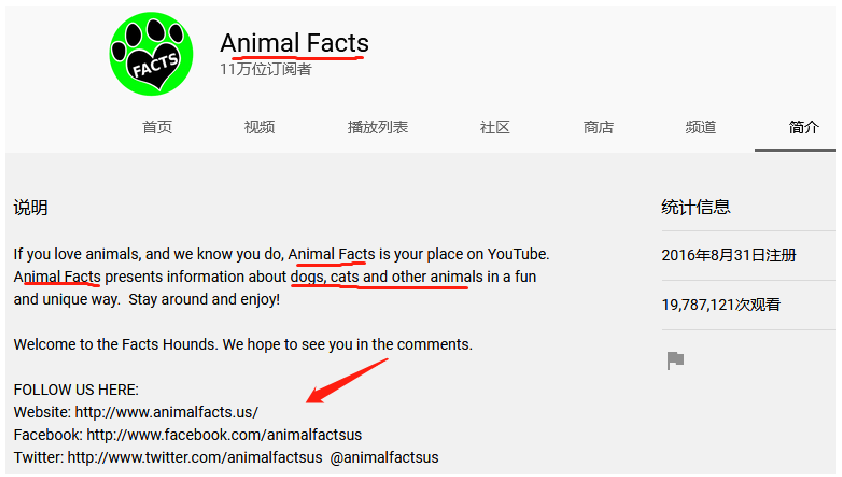 FACTS
Animal Facts
11万位订阅者
首页 视频 播放列表 社区 商店 频道 简介
说明
If you love animals, and we know you do, Animal Facts is your place on YouTube.
Animal Facts presents information about dogs, cats and other animals in a fun
and unique way.  Stay around and enjoy!
Welcome to the Facts Hounds. We hope to see you in the comments.
FOLLOW US HERE:
Website: http://www.animalfacts.us/
Facebook: http://www.facebook.com/animalfactsus
Twitter: http://www.twitter.com/animalfactsus  @animalfactsus
统计信息
2016年8月31日注册
19,787,121次观看